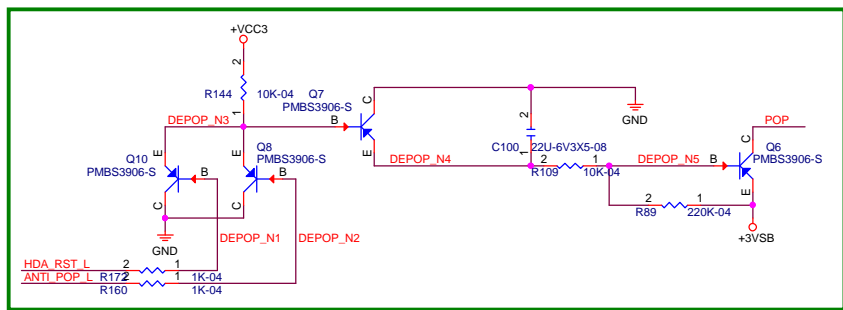 +VCC3
2
R144
10K-04
1
DEPOP_N3
Q7
PMBS3906-S
B
C
E
2
C100
22U-6V3X5-08
1
GND
POP
Q6
PMBS3906-S
C
B
E
DEPOP_N4
2
1
R109
10K-04
DEPOP_N5
2
1
R89
220K-04
+3VSB
E
Q10
PMBS3906-S
B
C
E
Q8
PMBS3906-S
B
C
GND
DEPOP_N1
DEPOP_N2
HDA_RST_L
2
1
R172
1K-04
ANTI_POP_L
2
1
R160
1K-04